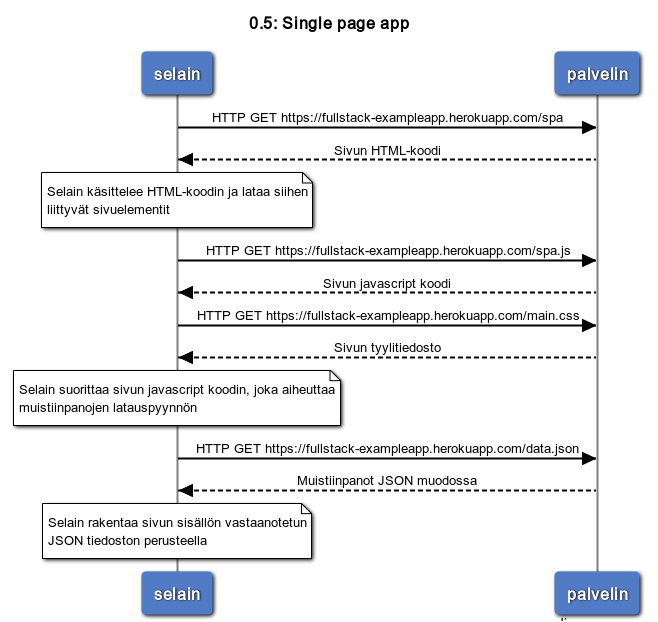 0.5: Single page app
selain
palvelin
HTTP GET https://fullstack-exampleapp.herokuapp.com/spa
Sivun HTML-koodi
Selain käsittelee HTML-koodin ja lataa siihen
liittyvät sivuelementit
HTTP GET https://fullstack-exampleapp.herokuapp.com/spa.js
Sivun javascript koodi
HTTP GET https://fullstack-exampleapp.herokuapp.com/main.css
Sivun tyylitiedosto
Selain suorittaa sivun javascript koodin, joka aiheuttaa
muistiinpanojen latauspyynnön
HTTP GET https://fullstack-exampleapp.herokuapp.com/data.json
Muistiinpanot JSON muodossa
Selain rakentaa sivun sisällön vastaanotetun
JSON tiedoston perusteella
selain
palvelin